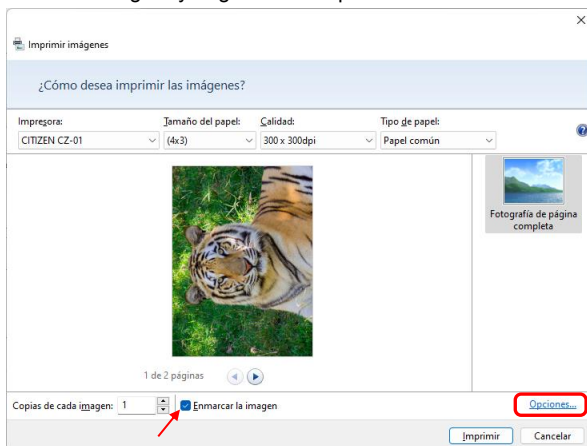 Imprimir imágenes
¿Cómo desea imprimir las imágenes?
Impresora: Tamaño del papel: Calidad: Tipo de papel:
CITIZEN CZ-01 (4x3) 300 x 300dpi Papel común
Fotografía de página
completa
1 de 2 páginas
Copias de cada imagen: 1 Enmarcar la imagen Opciones...
Imprimir Cancelar